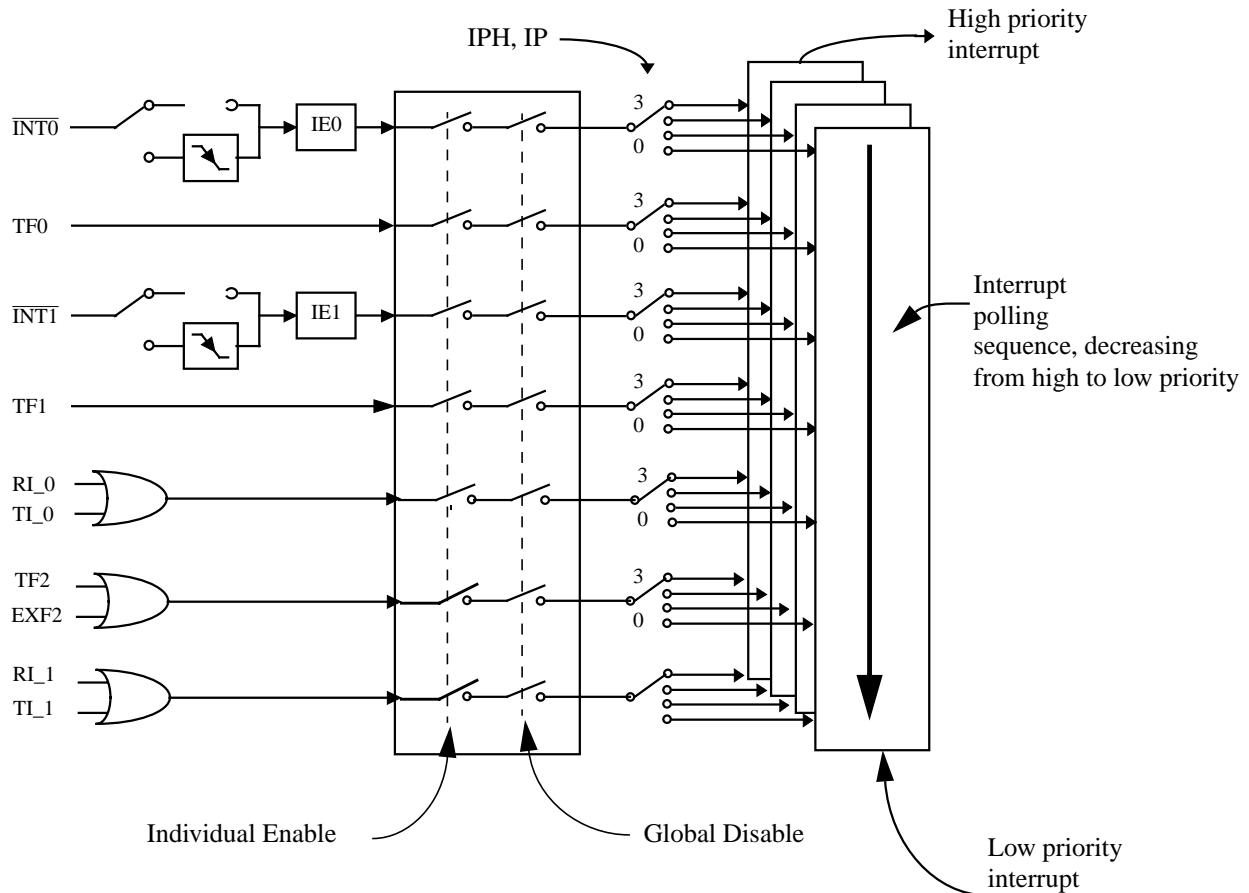 High priority
interrupt
IPH, IP
3
INT0
IE0
0
3
TF0
0
3
INT1
IE1
0
Interrupt
polling
sequence, decreasing
from high to low priority
3
TF1
0
3
RI_0
TI_0
0
3
TF2
EXF2
0
RI_1
TI_1
Individual Enable
Global Disable
Low priority
interrupt